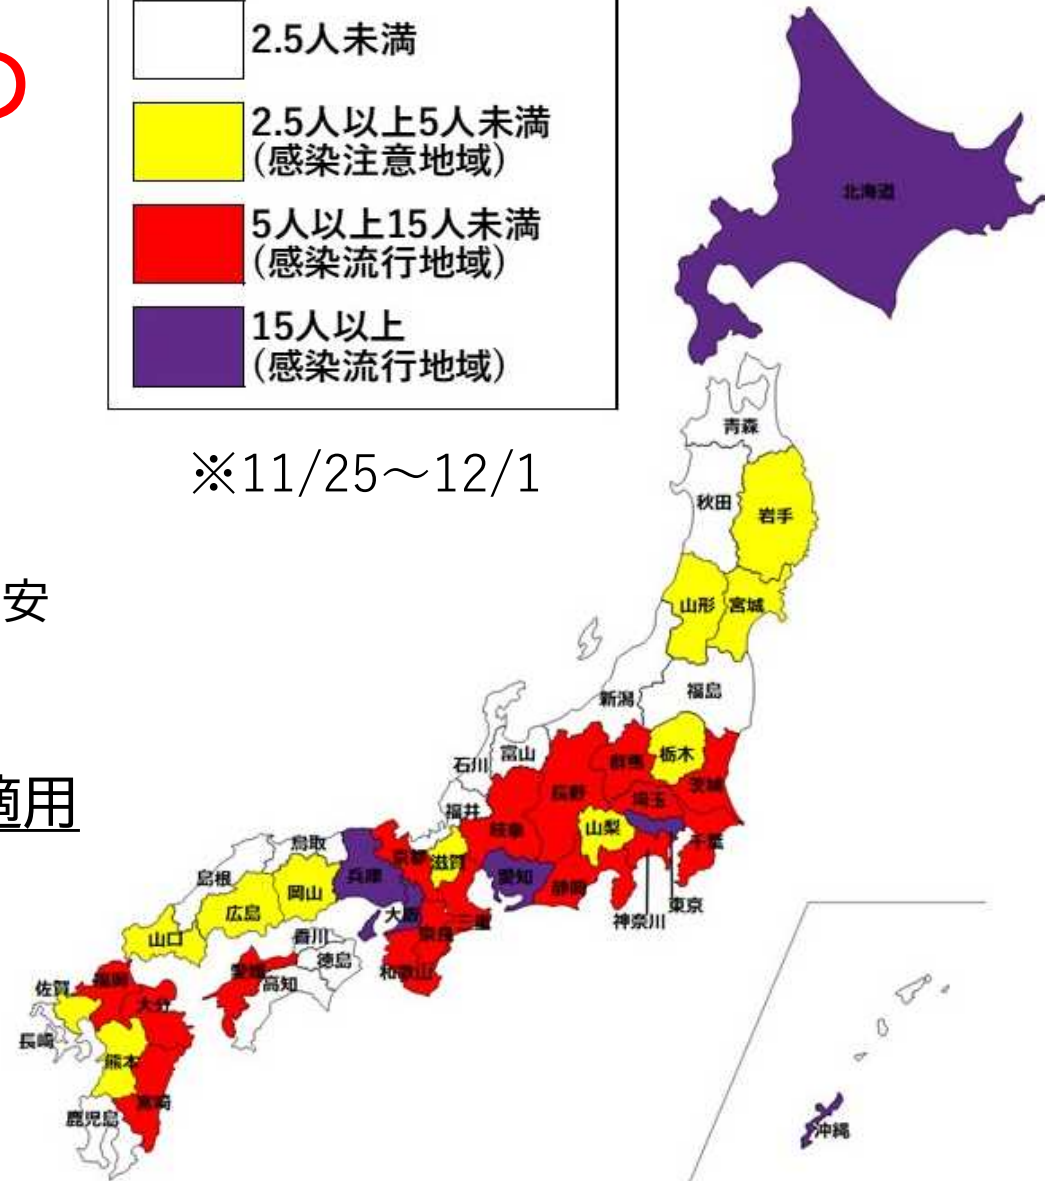 の
2.5人未満
2.5人以上5人未満
(感染注意地域)
5人以上15人未満
(感染流行地域)
15人以上
(感染流行地域)
※11/25～12/1
安
適用
北海道
青森
秋田
岩手
山形
宮城
福島
新潟
富山
石川
福井
群馬
栃木
茨城
長野
埼玉
山梨
千葉
東京
神奈川
岐阜
静岡
愛知
滋賀
京都
三重
奈良
和歌山
大阪
兵庫
鳥取
島根
岡山
広島
山口
香川
徳島
愛媛
高知
福岡
佐賀
大分
長崎
熊本
宮崎
鹿児島
沖縄